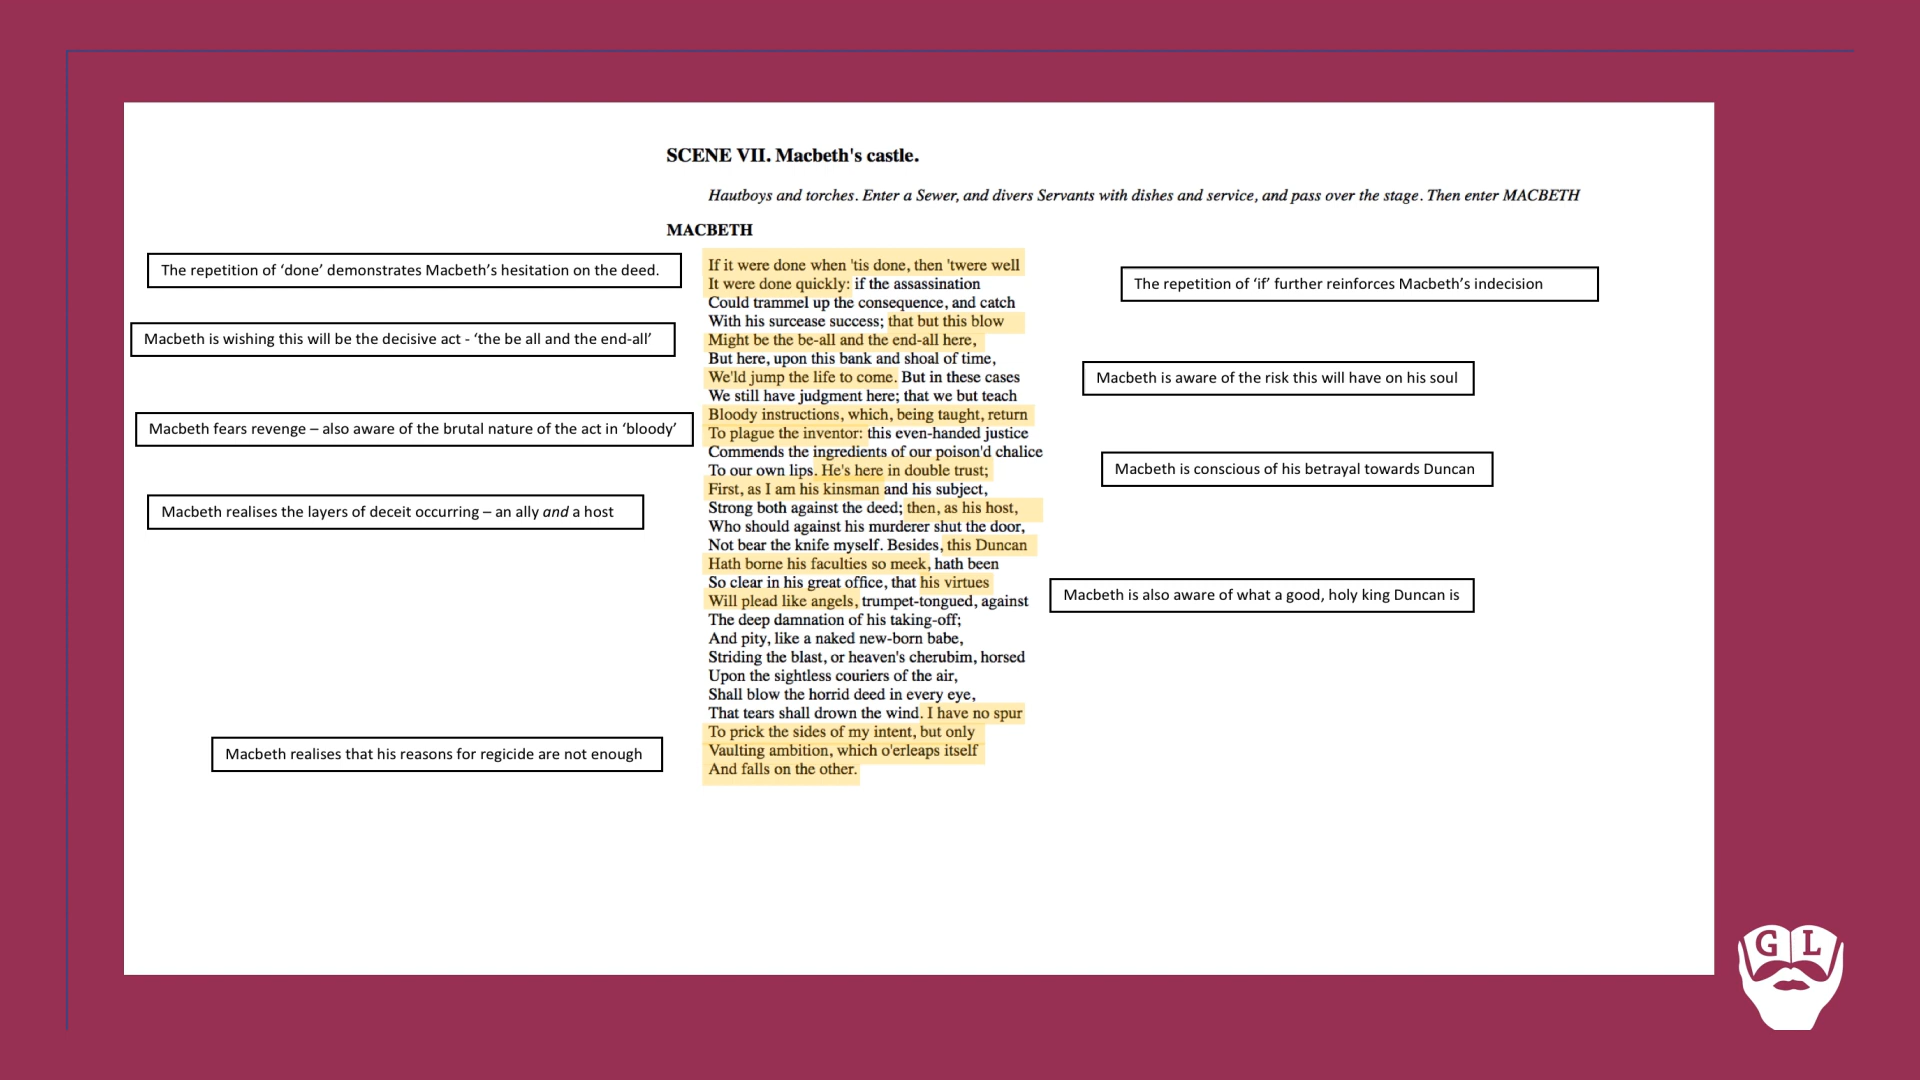 SCENE VII. Macbeth's castle.
Hautboys and torches. Enter a Sewer, and divers Servants with dishes and service, and pass over the stage. Then enter MACBETH
MACBETH
The repetition of ‘done’ demonstrates Macbeth’s hesitation on the deed.
Macbeth is wishing this will be the decisive act - ‘the be all and the end-all’
Macbeth fears revenge – also aware of the brutal nature of the act in ‘bloody’
Macbeth realises the layers of deceit occurring – an ally and a host
Macbeth realises that his reasons for regicide are not enough
If it were done when 'tis done, then 'twere well
It were done quickly: if the assassination
Could trammel up the consequence, and catch
With his surcease success; that but this blow
Might be the be-all and the end-all here,
But here, upon this bank and shoal of time,
We'ld jump the life to come. But in these cases
We still have judgment here; that we but teach
Bloody instructions, which, being taught, return
To plague the inventor: this even-handed justice
Commends the ingredients of our poison'd chalice
To our own lips. He's here in double trust;
First, as I am his kinsman and his subject,
Strong both against the deed; then, as his host,
Who should against his murderer shut the door,
Not bear the knife myself. Besides, this Duncan
Hath borne his faculties so meek, hath been
So clear in his great office, that his virtues
Will plead like angels, trumpet-tongued, against
The deep damnation of his taking-off;
And pity, like a naked new-born babe,
Striding the blast, or heaven's cherubim, horsed
Upon the sightless couriers of the air,
Shall blow the horrid deed in every eye,
That tears shall drown the wind. I have no spur
To prick the sides of my intent, but only
Vaulting ambition, which o'erleaps itself
And falls on the other.
The repetition of ‘if’ further reinforces Macbeth’s indecision
Macbeth is aware of the risk this will have on his soul
Macbeth is conscious of his betrayal towards Duncan
Macbeth is also aware of what a good, holy king Duncan is
G L